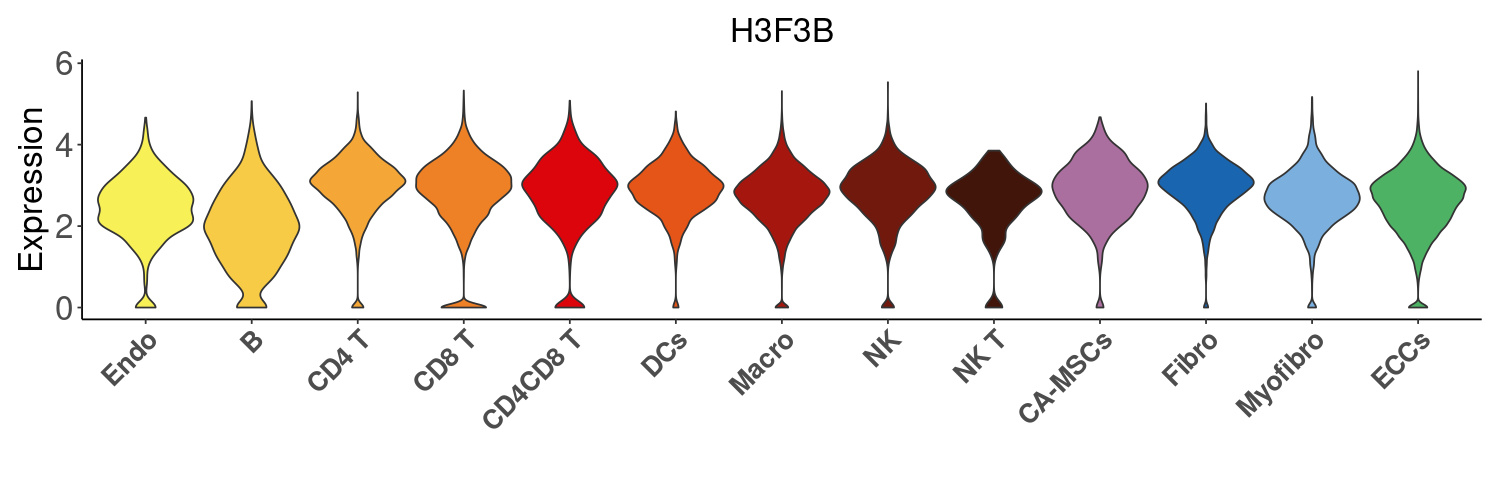 H3F3B
Expression
6
4
2
0
Endo
B
CD4 T
CD8 T
CD4CD8 T
DCs
Macro
NK
NK T
CA-MSCs
Fibro
Myofibro
ECCs